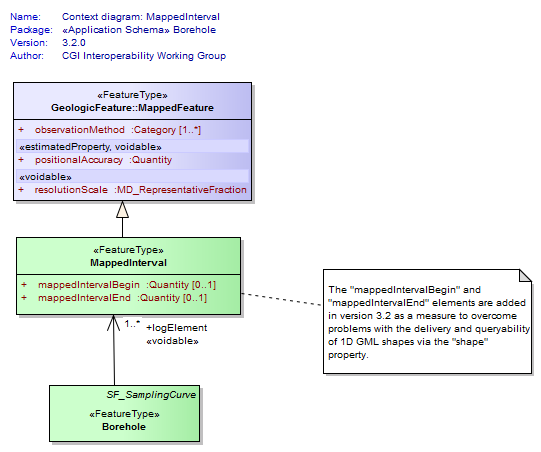 Name: Context diagram: MappedInterval
Package: «Application Schema» Borehole
Version: 3.2.0
Author: CGI Interoperability Working Group
«FeatureType»
GeologicFeature::MappedFeature
+ observationMethod :Category [1..*]
«estimatedProperty, voidable»
+ positionalAccuracy :Quantity
«voidable»
+ resolutionScale :MD_RepresentativeFraction
«FeatureType»
MappedInterval
+ mappedIntervalBegin :Quantity [0..1]
+ mappedIntervalEnd :Quantity [0..1]
The "mappedIntervalBegin" and
"mappedIntervalEnd" elements are added
in version 3.2 as a measure to overcome
problems with the delivery and queryability
of 1D GML shapes via the "shape"
property.
1..* +logElement
«voidable»
SF_SamplingCurve
«FeatureType»
Borehole